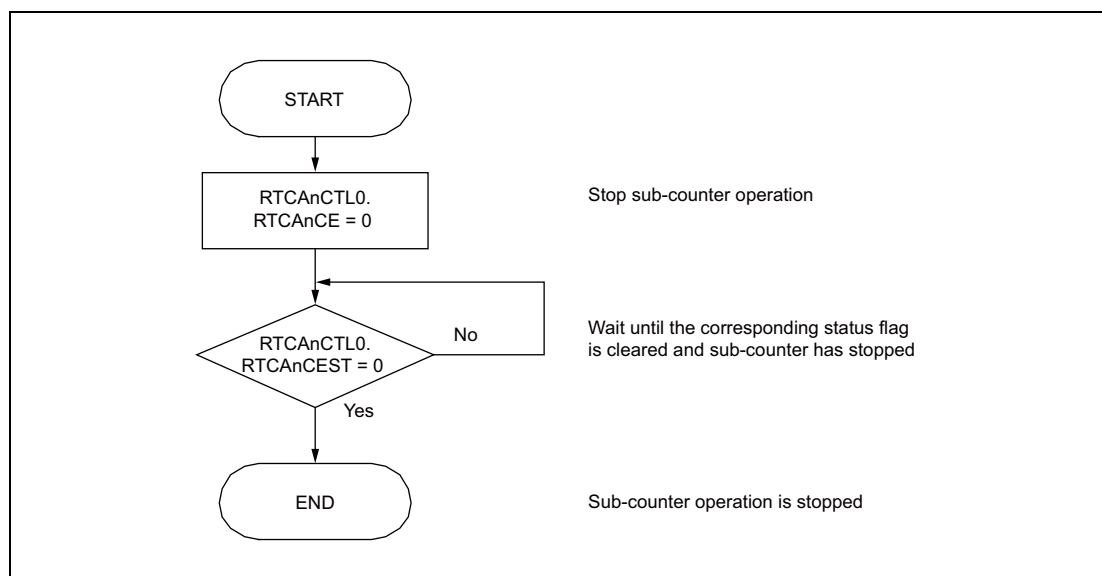 START
RTCAnCTL0.
RTCAnCE = 0
Stop sub-counter operation
RTCAnCTL0.
RTCAnCEST = 0
No
Wait until the corresponding status flag
is cleared and sub-counter has stopped
Yes
END
Sub-counter operation is stopped